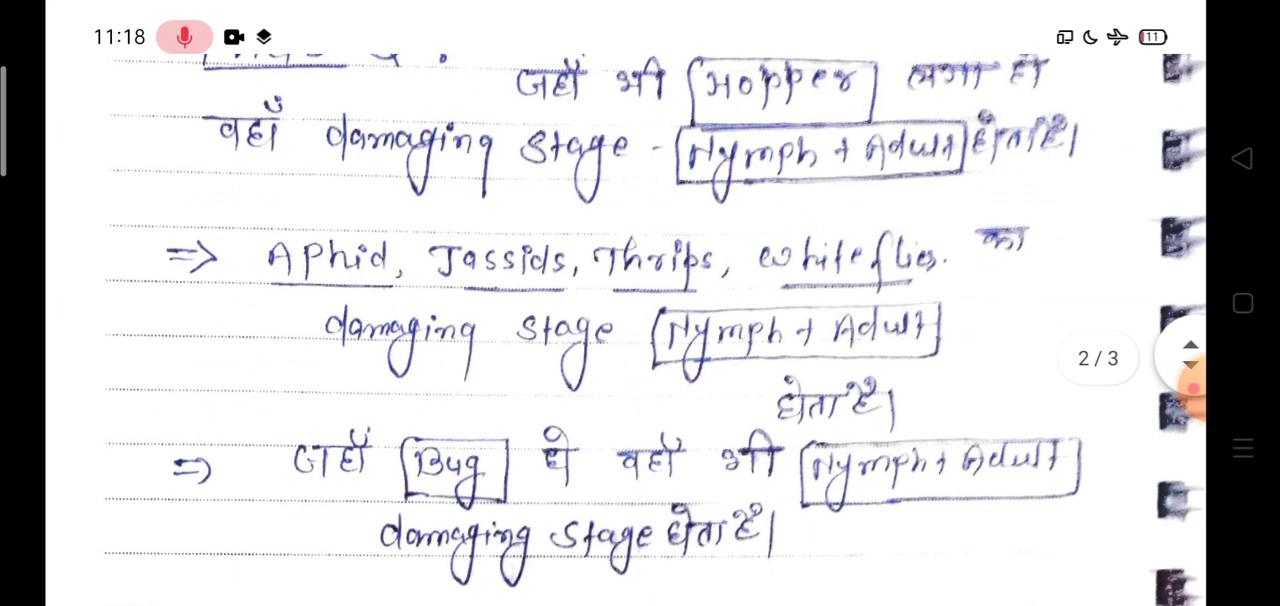 11:18
11
जहाँ भी Hopper लगा हो
वहाँ damaging stage - Nymph + Adult होता है।
=> Aphid, Jassids, Thrips, whiteflies. का
damaging stage Nymph + Adult
होता है।
2 / 3
=> जहाँ Bug हो वहाँ भी Nymph + Adult
damaging stage होता है।